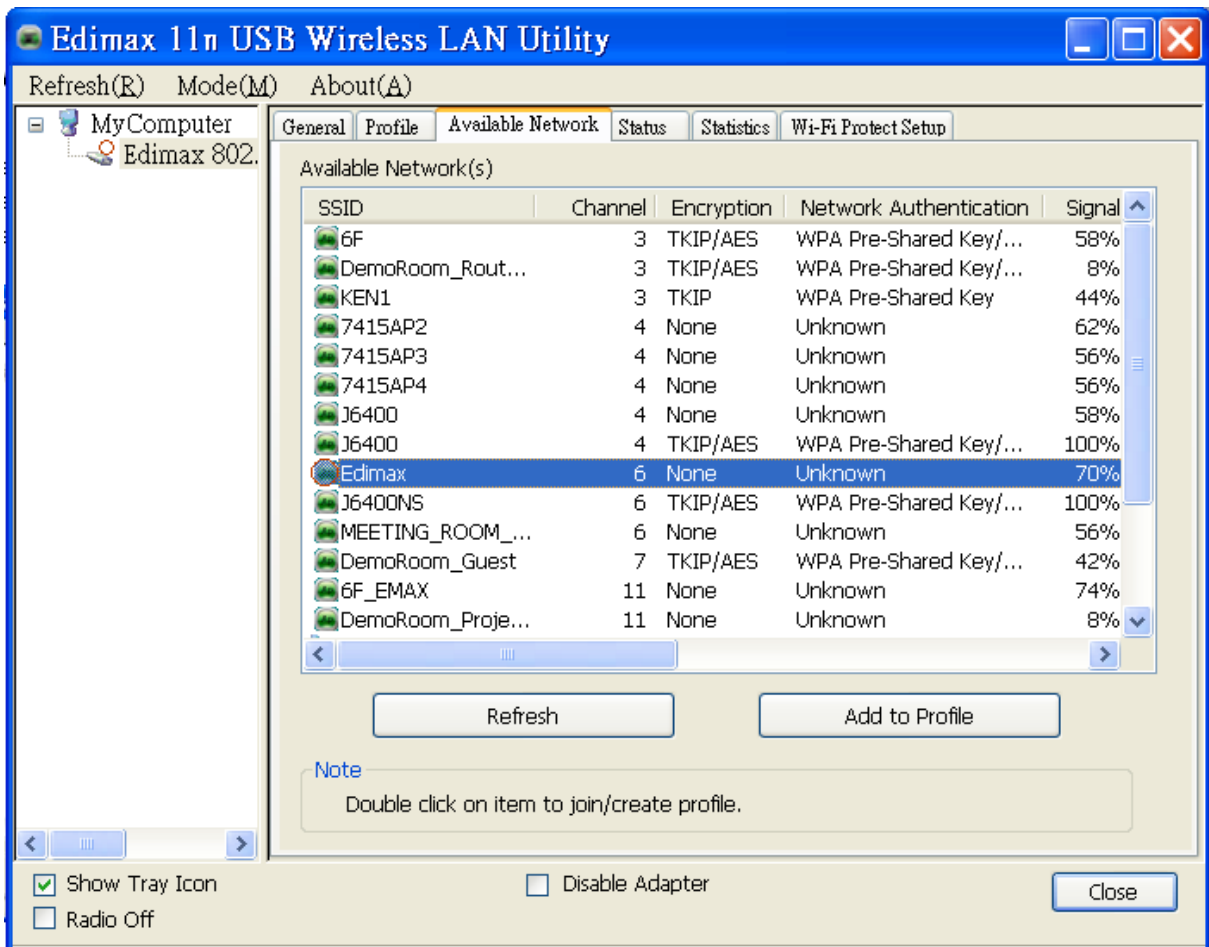 Edimax 11n USB Wireless LAN Utility
Refresh(R) Mode(M) About(A)
MyComputer
Edimax 802.
General Profile Available Network Status Statistics Wi-Fi Protect Setup
Available Network(s)
SSID Channel Encryption Network Authentication Signal
6F 3 TKIP/AES WPA Pre-Shared Key/... 58%
DemoRoom_Rout... 3 TKIP/AES WPA Pre-Shared Key/... 8%
KEN1 3 TKIP WPA Pre-Shared Key 44%
7415AP2 4 None Unknown 62%
7415AP3 4 None Unknown 56%
7415AP4 4 None Unknown 56%
J6400 4 None Unknown 58%
J6400 4 TKIP/AES WPA Pre-Shared Key/... 100%
Edimax 6 None Unknown 70%
J6400NS 6 TKIP/AES WPA Pre-Shared Key/... 100%
MEETING_ROOM_... 6 None Unknown 56%
DemoRoom_Guest 7 TKIP/AES WPA Pre-Shared Key/... 42%
6F_EMAX 11 None Unknown 74%
DemoRoom_Proje... 11 None Unknown 8%
Refresh Add to Profile
Note
Double click on item to join/create profile.
Show Tray Icon Disable Adapter Close
Radio Off